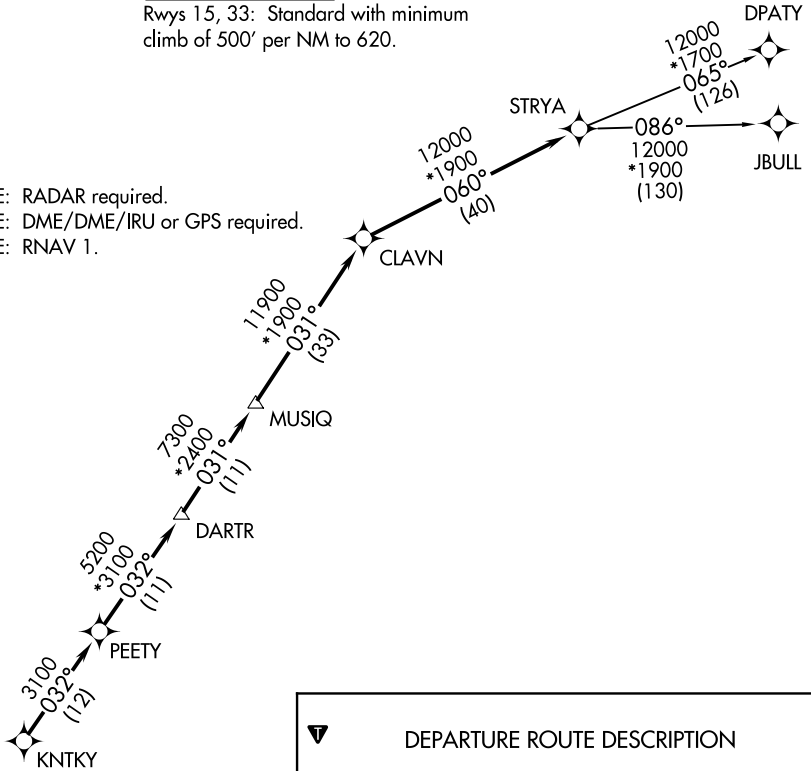 Rwys 15, 33: Standard with minimum
climb of 500' per NM to 620.
DPATY
12000
*1700
065°
(126)
STRYA
086°
12000
*1900
(130)
JBULL
12000
*1900
060°
(40)
E: RADAR required.
E: DME/DME/IRU or GPS required.
E: RNAV 1.
CLAVN
11900
*1900
031°
(33)
MUSIQ
7300
*2400
031°
(11)
DARTR
5200
*3100
032°
(11)
PEETY
3100
032°
(12)
KNTKY
T
DEPARTURE ROUTE DESCRIPTION